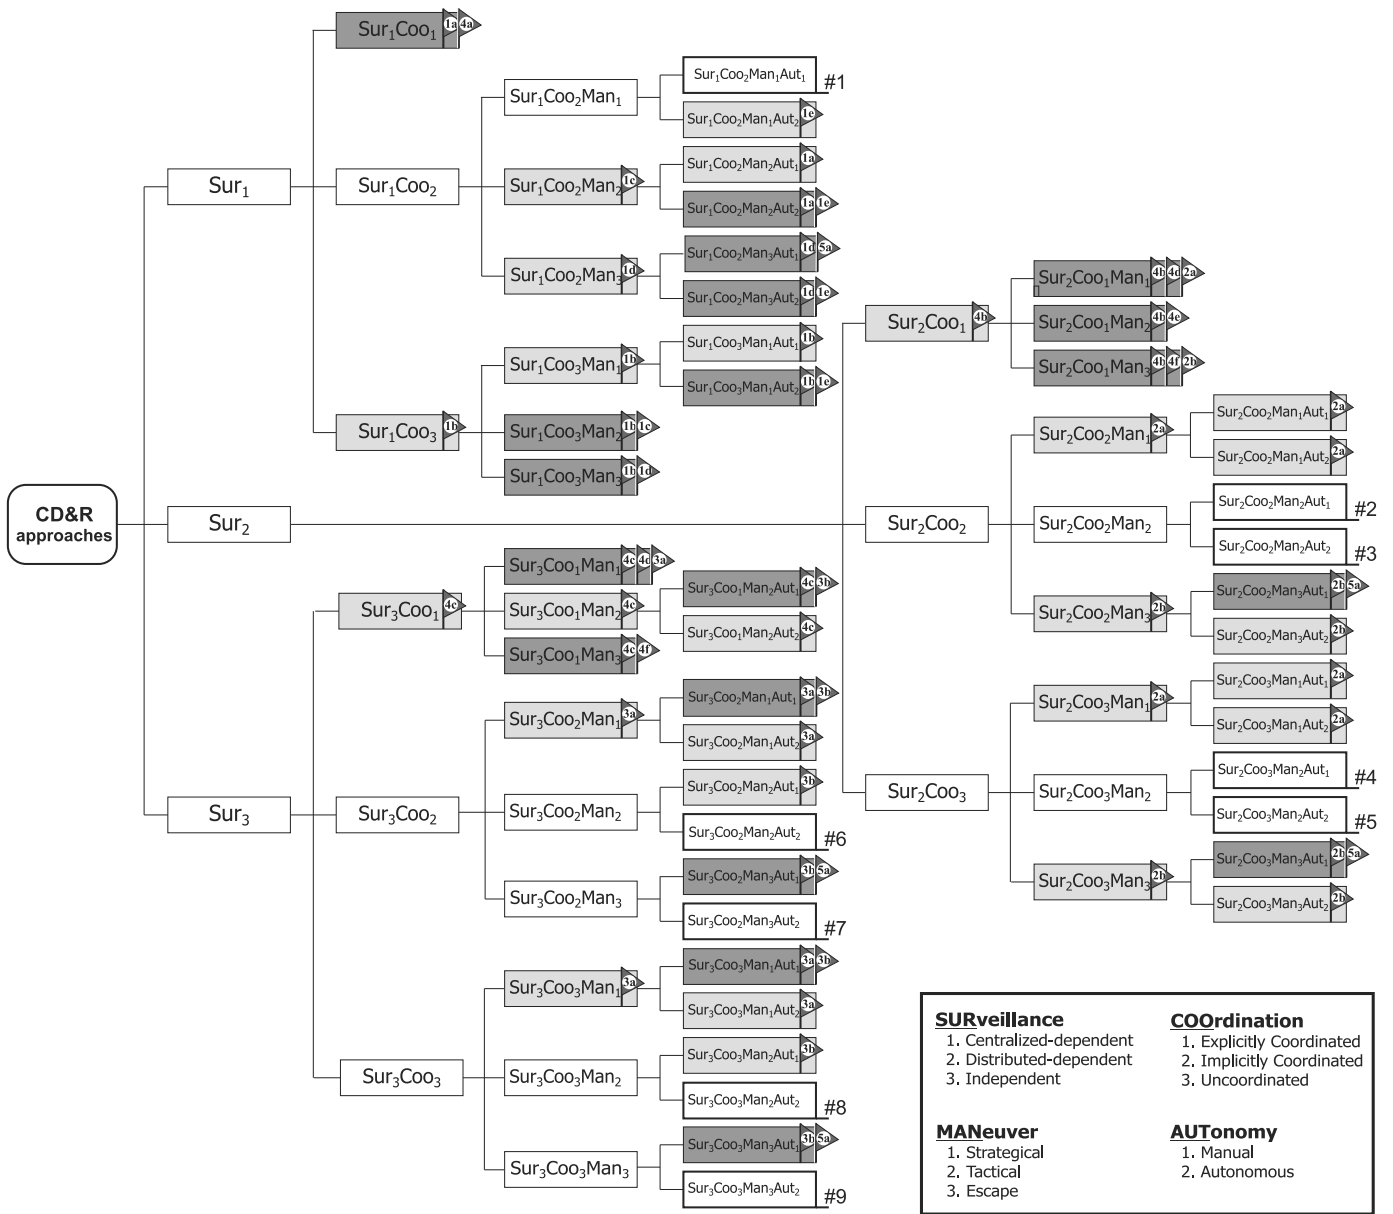 CD&R
approaches
Sur₁
Sur₂
Sur₃
Sur₁Coo₁ 1a 4a
Sur₁Coo₂
Sur₁Coo₃ 1b
Sur₁Coo₂Man₁
Sur₁Coo₂Man₂ 1c
Sur₁Coo₂Man₃ 1d
Sur₁Coo₃Man₁ 1b
Sur₁Coo₃Man₂ 1b 1c
Sur₁Coo₃Man₃ 1b 1d
Sur₁Coo₂Man₁Aut₁ #1
Sur₁Coo₂Man₁Aut₂ 1e
Sur₁Coo₂Man₂Aut₁ 1a
Sur₁Coo₂Man₂Aut₂ 1a 1e
Sur₁Coo₂Man₃Aut₁ 1d 5a
Sur₁Coo₂Man₃Aut₂ 1d 1e
Sur₁Coo₃Man₁Aut₁ 1b
Sur₁Coo₃Man₁Aut₂ 1b 1e
Sur₂Coo₁ 4b
Sur₂Coo₂
Sur₂Coo₃
Sur₂Coo₁Man₁ 4b 4d 2a
Sur₂Coo₁Man₂ 4b 4e
Sur₂Coo₁Man₃ 4b 4f 2b
Sur₂Coo₂Man₁ 2a
Sur₂Coo₂Man₂
Sur₂Coo₂Man₃ 2b
Sur₂Coo₃Man₁ 2a
Sur₂Coo₃Man₂
Sur₂Coo₃Man₃ 2b
Sur₂Coo₂Man₁Aut₁ 2a
Sur₂Coo₂Man₁Aut₂ 2a
Sur₂Coo₂Man₂Aut₁ #2
Sur₂Coo₂Man₂Aut₂ #3
Sur₂Coo₂Man₃Aut₁ 2b 5a
Sur₂Coo₂Man₃Aut₂ 2b
Sur₂Coo₃Man₁Aut₁ 2a
Sur₂Coo₃Man₁Aut₂ 2a
Sur₂Coo₃Man₂Aut₁ #4
Sur₂Coo₃Man₂Aut₂ #5
Sur₂Coo₃Man₃Aut₁ 2b 5a
Sur₂Coo₃Man₃Aut₂ 2b
Sur₃Coo₁ 4c
Sur₃Coo₂
Sur₃Coo₃
Sur₃Coo₁Man₁ 4c 4d 3a
Sur₃Coo₁Man₂ 4c
Sur₃Coo₁Man₃ 4c 4f
Sur₃Coo₂Man₁ 3a
Sur₃Coo₂Man₂
Sur₃Coo₂Man₃
Sur₃Coo₃Man₁ 3a
Sur₃Coo₃Man₂
Sur₃Coo₃Man₃
Sur₃Coo₁Man₂Aut₁ 4c 3b
Sur₃Coo₁Man₂Aut₂ 4c
Sur₃Coo₂Man₁Aut₁ 3a 3b
Sur₃Coo₂Man₁Aut₂ 3a
Sur₃Coo₂Man₂Aut₁ 3b
Sur₃Coo₂Man₂Aut₂ #6
Sur₃Coo₂Man₃Aut₁ 3b 5a
Sur₃Coo₂Man₃Aut₂ #7
Sur₃Coo₃Man₁Aut₁ 3a 3b
Sur₃Coo₃Man₁Aut₂ 3a
Sur₃Coo₃Man₂Aut₁ 3b
Sur₃Coo₃Man₂Aut₂ #8
Sur₃Coo₃Man₃Aut₁ 3b 5a
Sur₃Coo₃Man₃Aut₂ #9
SURveillance
1. Centralized-dependent
2. Distributed-dependent
3. Independent
COOrdination
1. Explicitly Coordinated
2. Implicitly Coordinated
3. Uncoordinated
MANeuver
1. Strategical
2. Tactical
3. Escape
AUTonomy
1. Manual
2. Autonomous